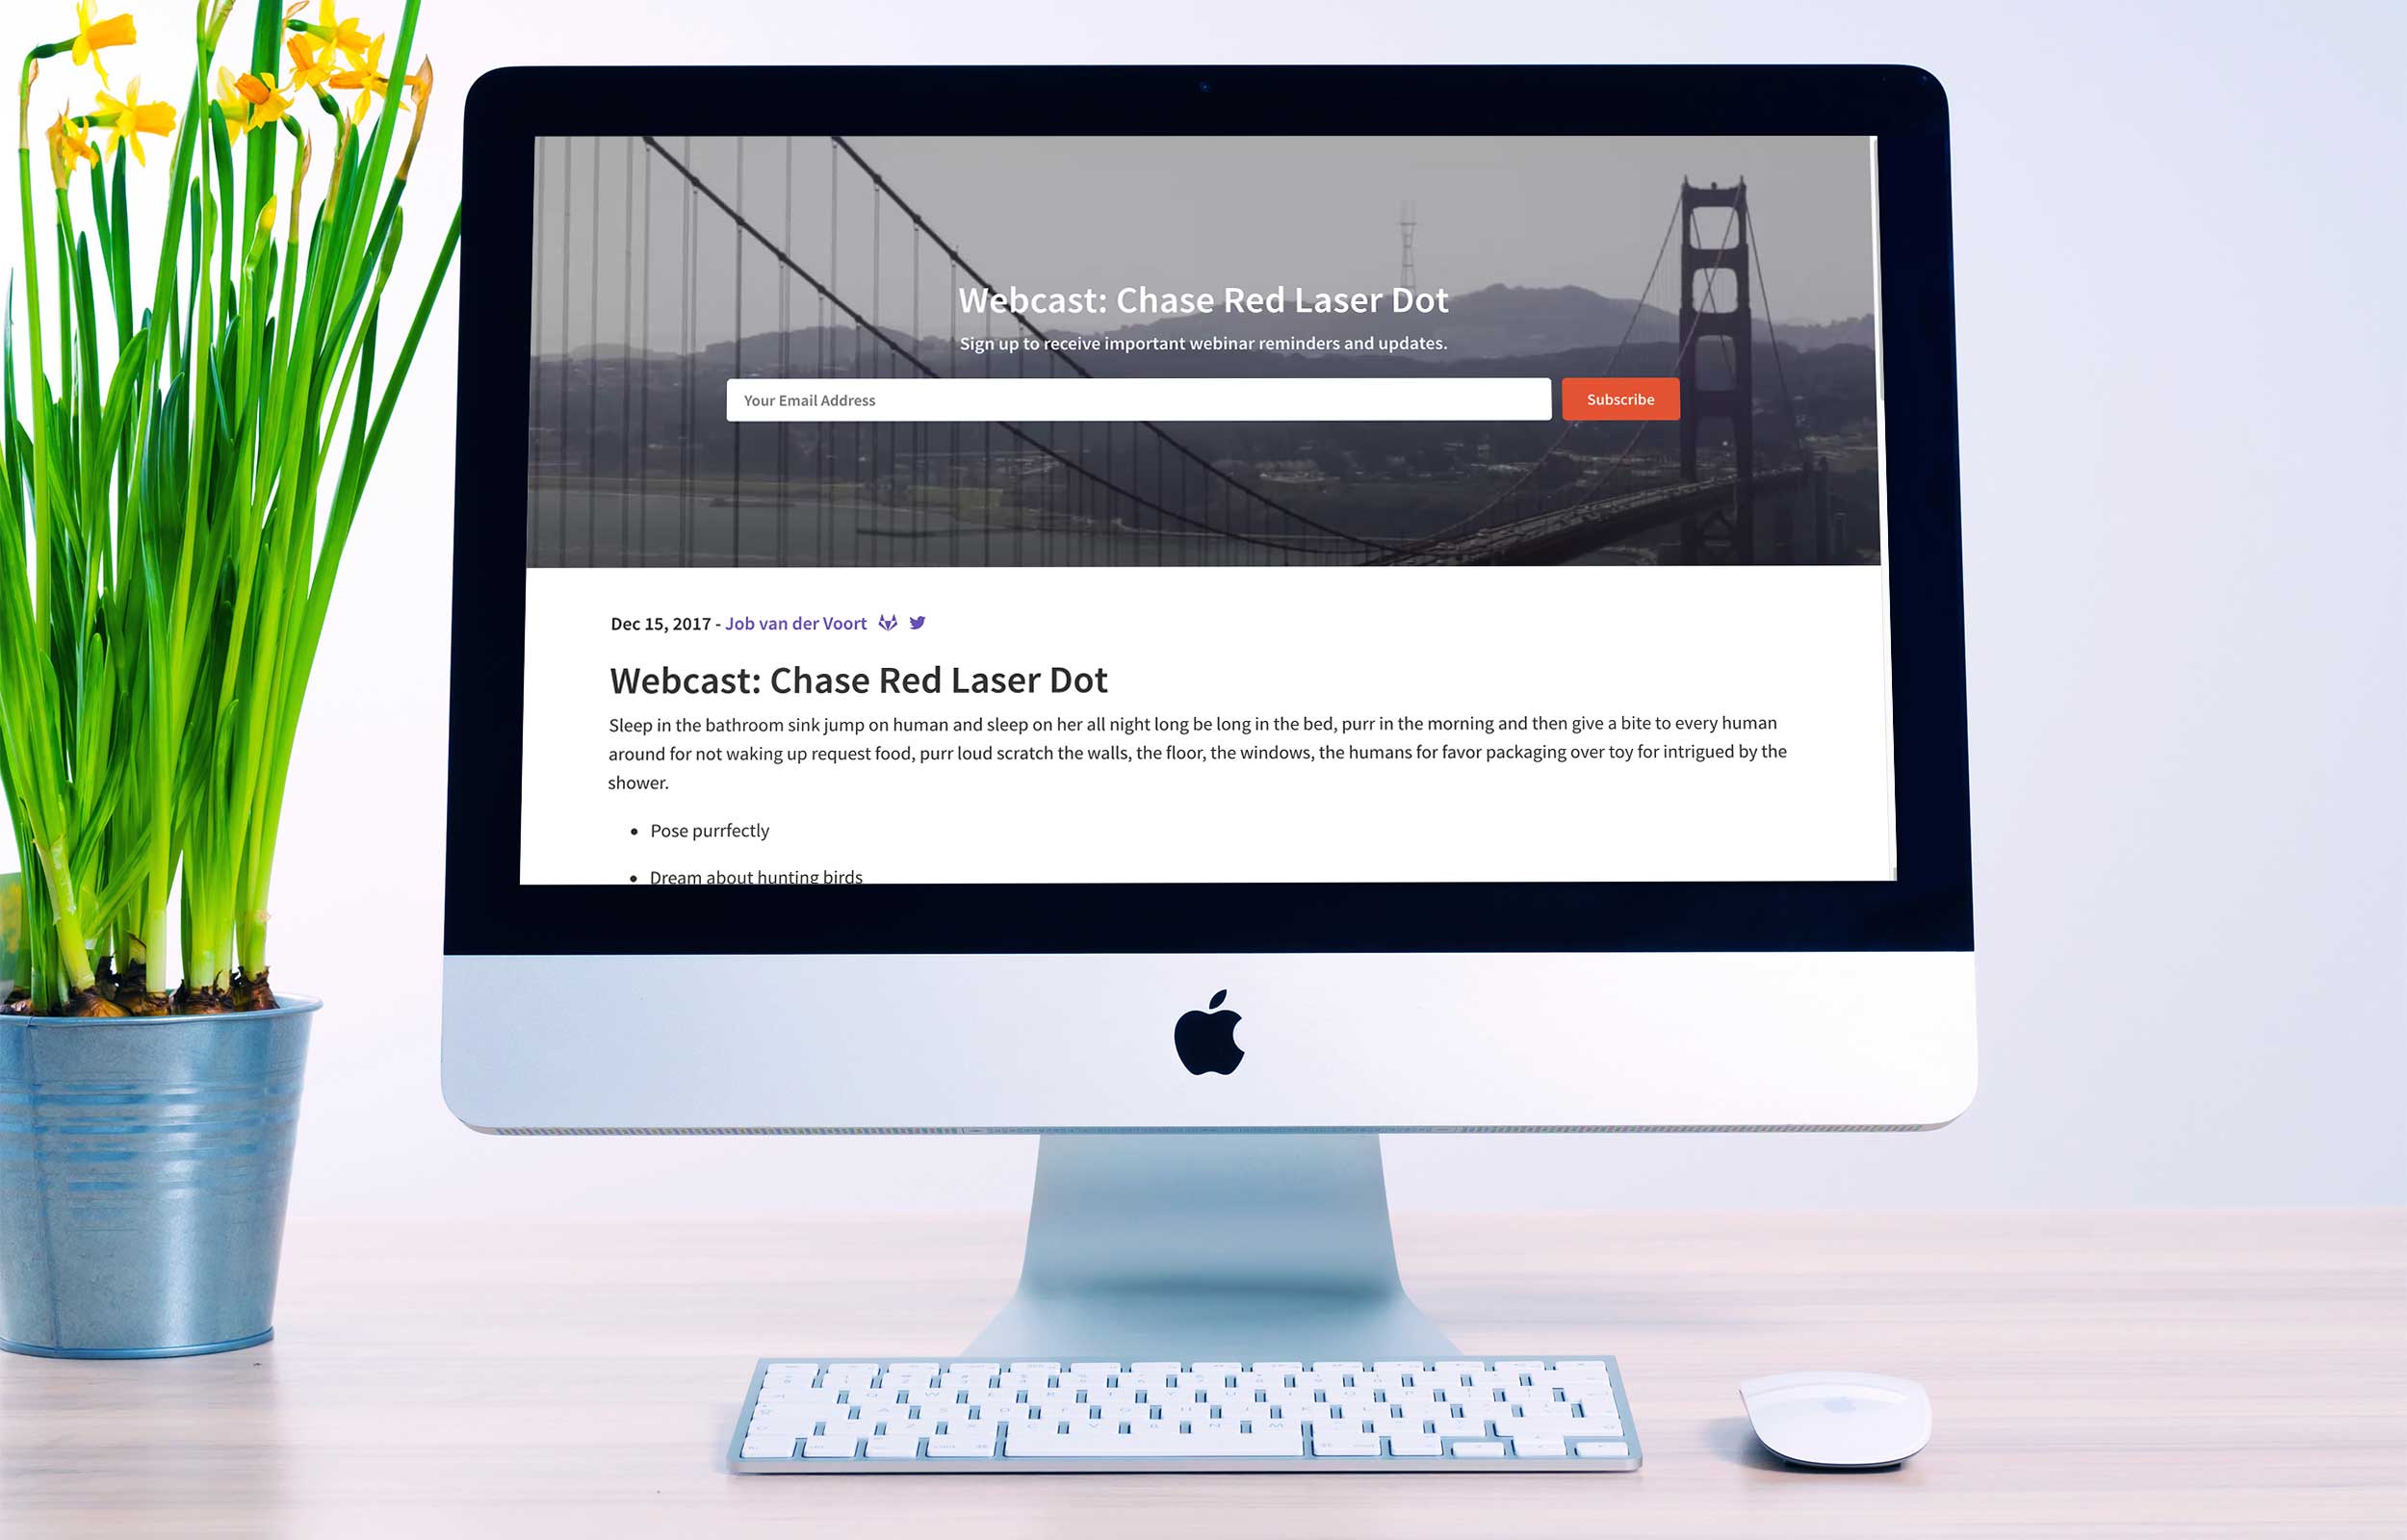 Webcast: Chase Red Laser Dot
Sign up to receive important webinar reminders and updates.
Your Email Address
Subscribe
Dec 15, 2017 - Job van der Voort
Webcast: Chase Red Laser Dot
Sleep in the bathroom sink jump on human and sleep on her all night long be long in the bed, purr in the morning and then give a bite to every human
around for not waking up request food, purr loud scratch the walls, the floor, the windows, the humans for favor packaging over toy for intrigued by the
shower.
• Pose purrfectly
• Dream about hunting birds